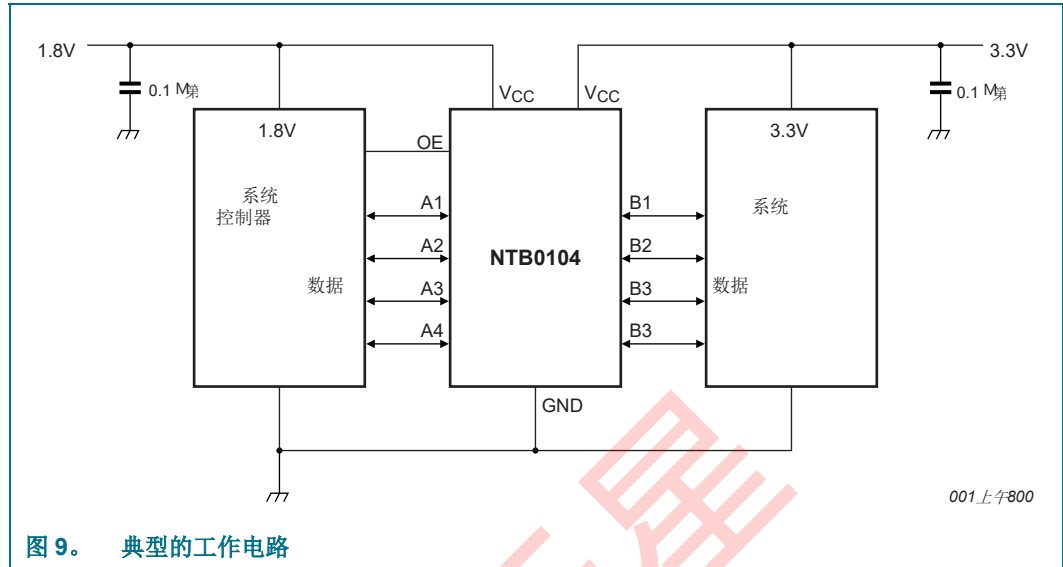 1.8V
3.3V
0.1 M第
VCC
VCC
0.1 M第
1.8V
3.3V
OE
系统
控制器
系统
A1
B1
A2
NTB0104
B2
数据
数据
A3
B3
A4
B3
GND
001上午800
图 9。 典型的工作电路
星